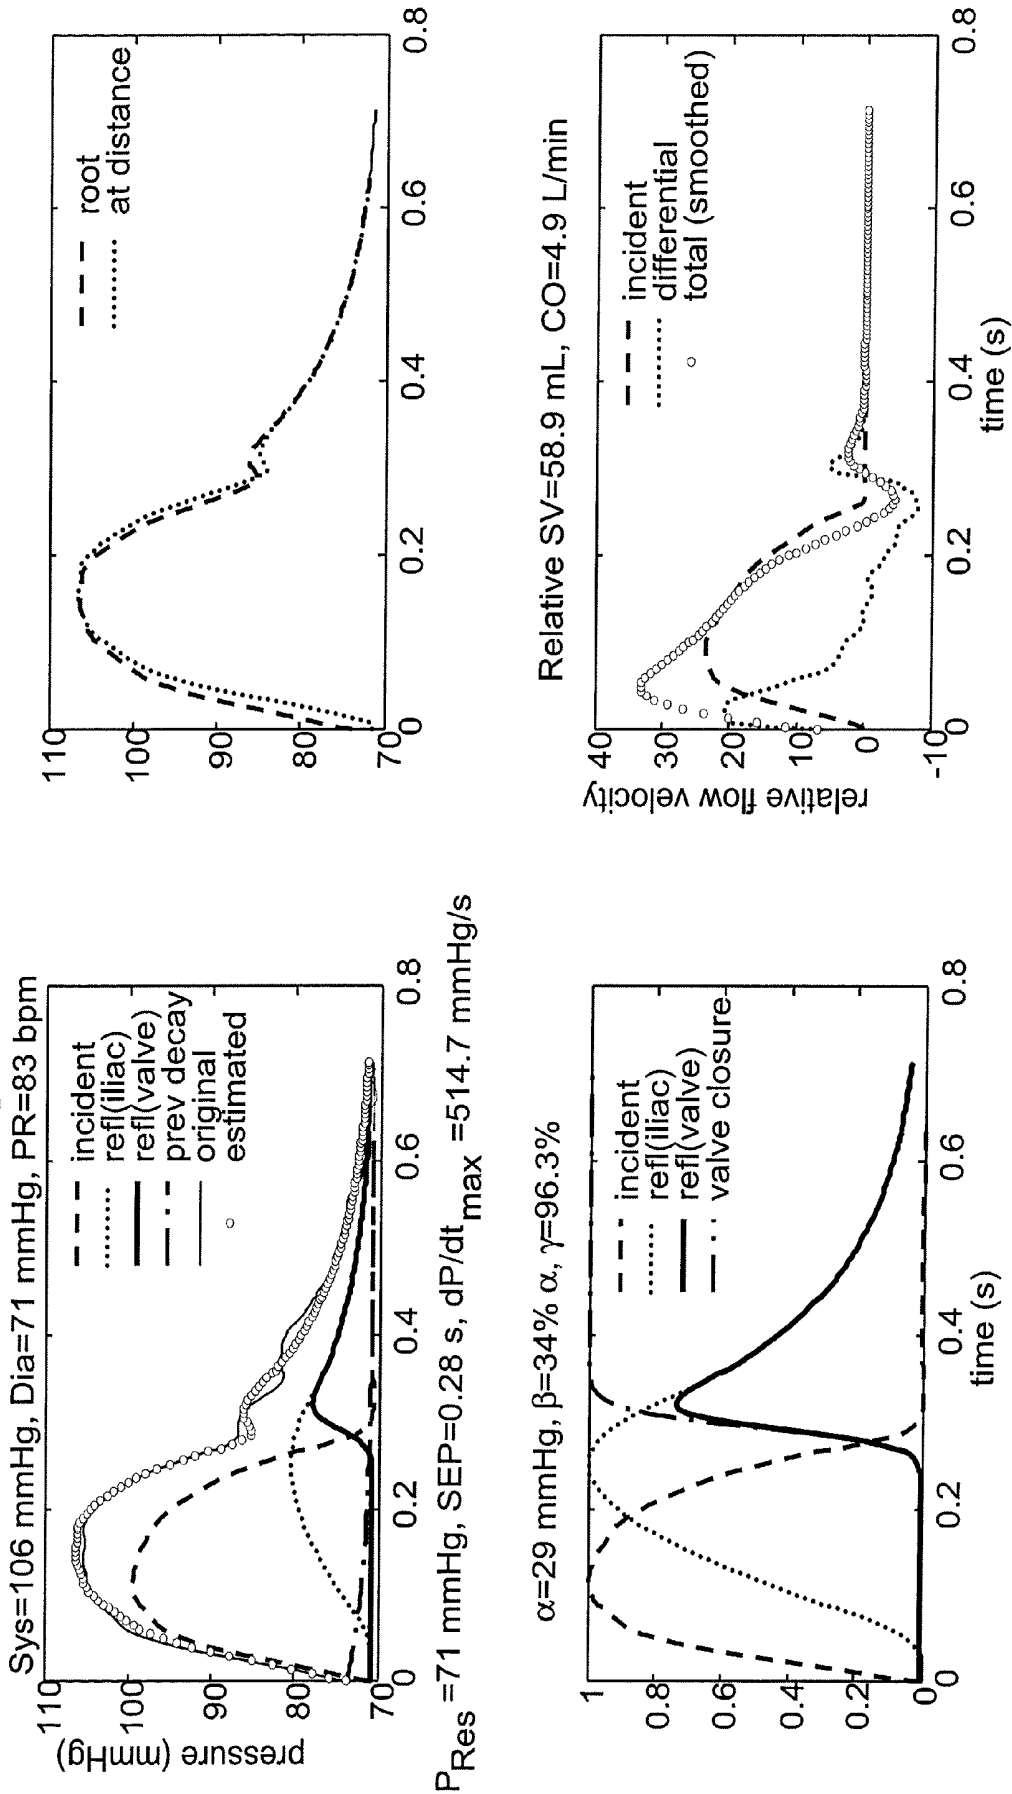 Sys=106 mmHg, Dia=71 mmHg, PR=83 bpm
pressure (mmHg)
110
100
90
80
70
0
0.2
0.4
0.6
0.8
incident
refl(iliac)
refl(valve)
prev decay
original
estimated
110
100
90
80
70
0
0.2
0.4
0.6
0.8
root
at distance
PRes=71 mmHg, SEP=0.28 s, dP/dtmax=514.7 mmHg/s
α=29 mmHg, β=34% α, γ=96.3%
1
0.8
0.6
0.4
0.2
0
0
0.2
0.4
0.6
0.8
time (s)
incident
refl(iliac)
refl(valve)
valve closure
Relative SV=58.9 mL, CO=4.9 L/min
relative flow velocity
40
30
20
10
0
-10
0
0.2
0.4
0.6
0.8
time (s)
incident
differential
total (smoothed)